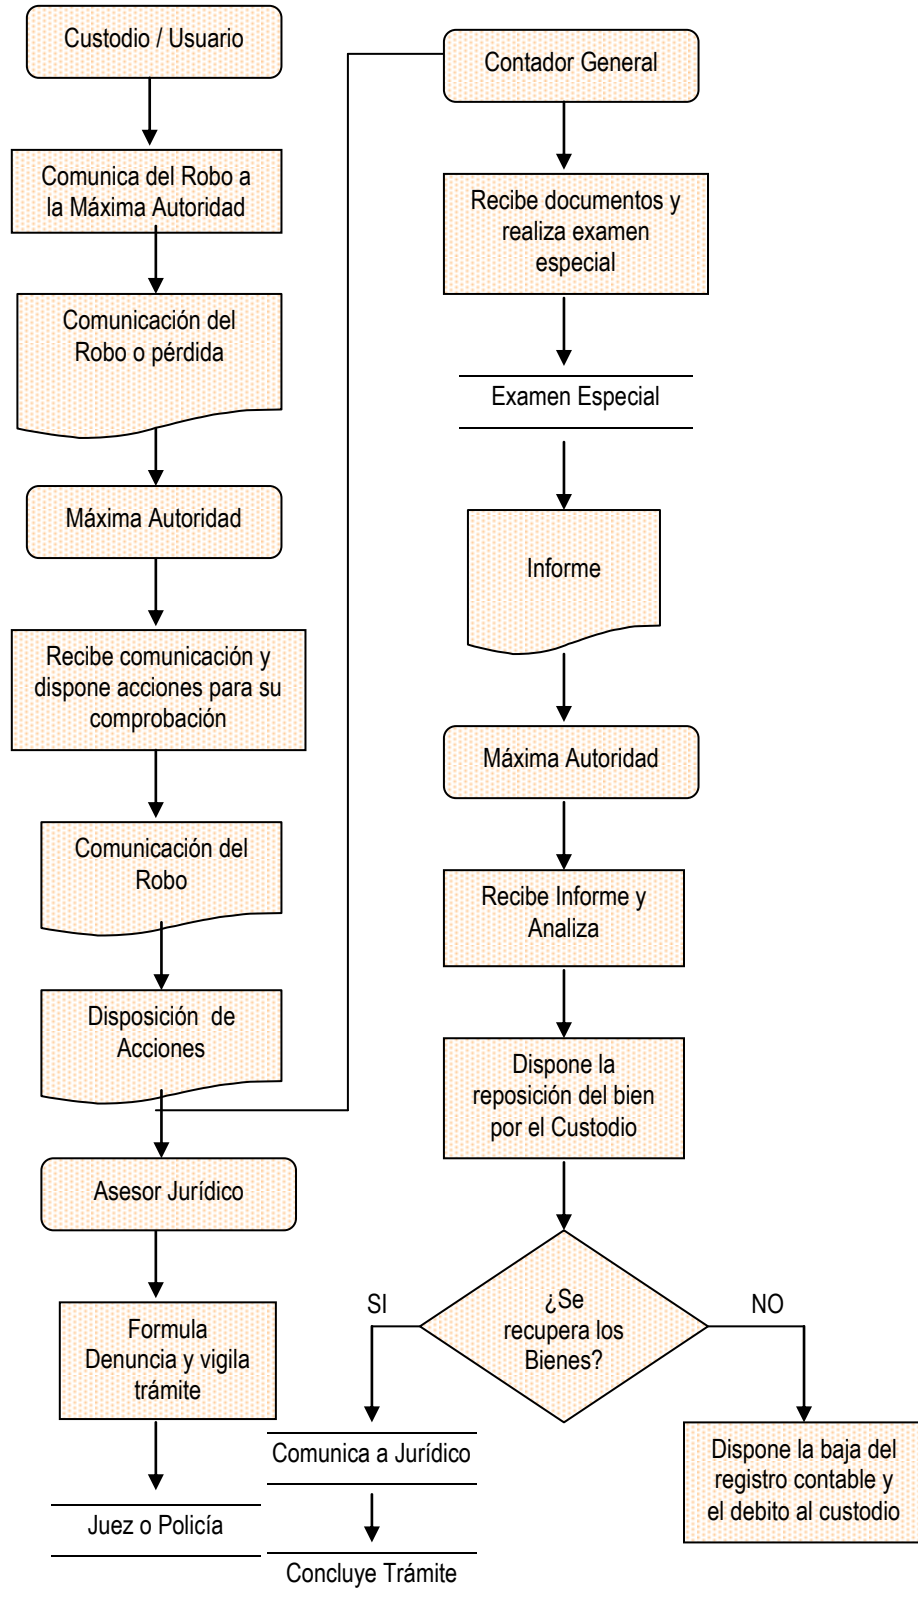 Custodio / Usuario
Comunica del Robo a
la Máxima Autoridad
Comunicación del
Robo o pérdida
Máxima Autoridad
Recibe comunicación y
dispone acciones para su
comprobación
Comunicación del
Robo
Disposición de
Acciones
Asesor Jurídico
Formula
Denuncia y vigila
trámite
Juez o Policía
Contador General
Recibe documentos y
realiza examen
especial
Examen Especial
Informe
Máxima Autoridad
Recibe Informe y
Analiza
Dispone la
reposición del bien
por el Custodio
¿Se
recupera los
Bienes?
SI
Comunica a Jurídico
Concluye Trámite
NO
Dispone la baja del
registro contable y
el debito al custodio